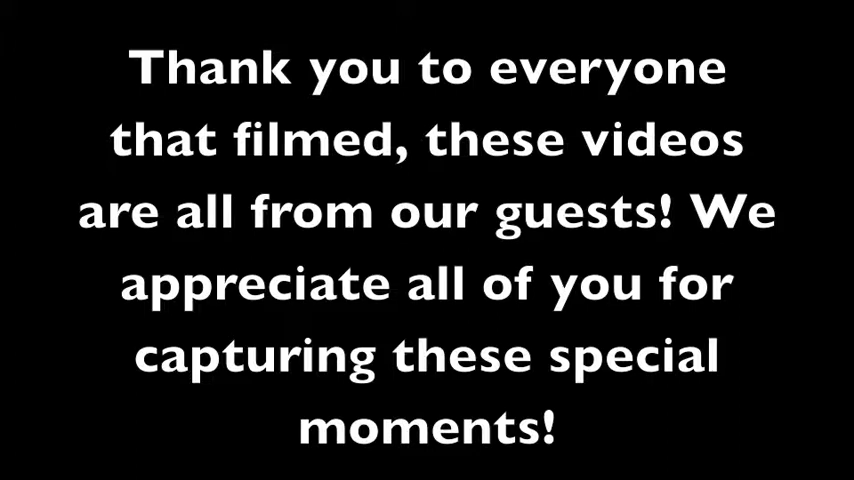 Thank you to everyone
that filmed, these videos
are all from our guests! We
appreciate all of you for
capturing these special
moments!